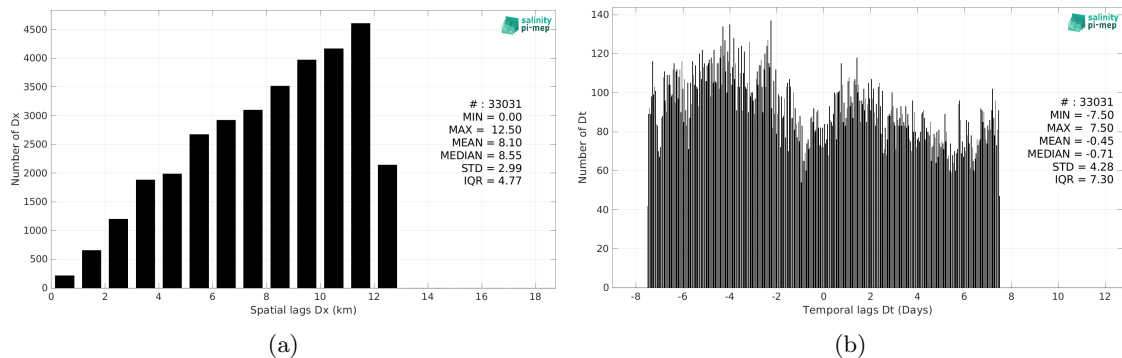 4500
4000
3500
3000
2500
2000
1500
1000
500
0
Number of Dx
0 2 4 6 8 10 12 14 16 18
Spatial lags Dx (km)
salinity
pi-mep
# : 33031
MIN = 0.00
MAX = 12.50
MEAN = 8.10
MEDIAN = 8.55
STD = 2.99
IQR = 4.77
(a)
140
120
100
80
60
40
20
0
Number of Dt
-8 -6 -4 -2 0 2 4 6 8 10 12
Temporal lags Dt (Days)
salinity
pi-mep
# : 33031
MIN = -7.50
MAX = 7.50
MEAN = -0.45
MEDIAN = -0.71
STD = 4.28
IQR = 7.30
(b)